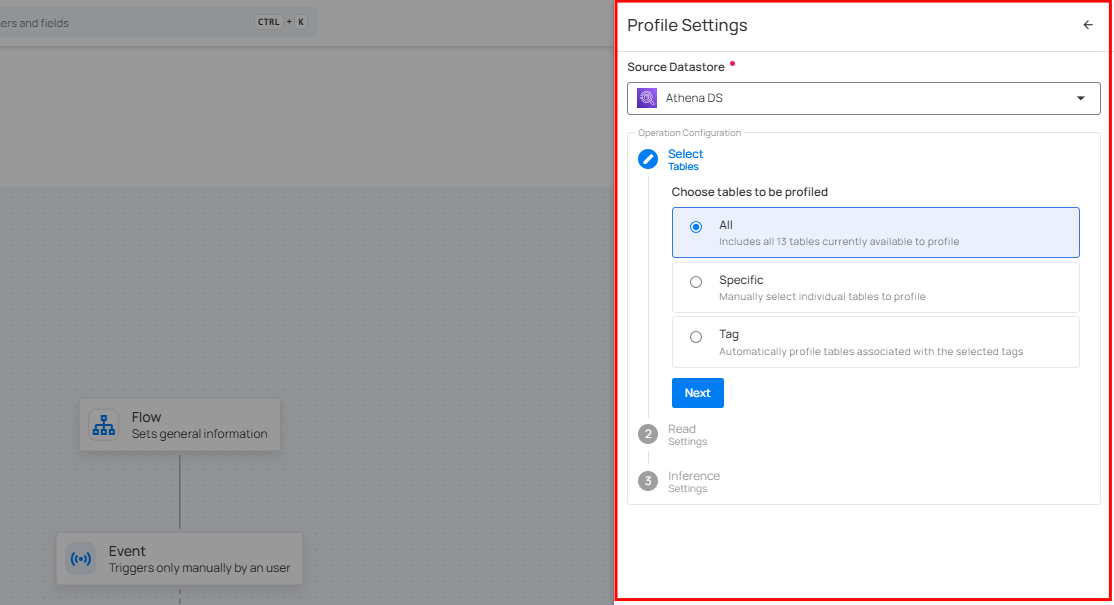 and fields
CTRL + K
Profile Settings
Source Datastore
Athena DS
Operation Configuration
Select
Tables
Choose tables to be profiled
All
Includes all 13 tables currently available to profile
Specific
Manually select individual tables to profile
Tag
Automatically profile tables associated with the selected tags
Next
2 Read
Settings
3 Inference
Settings
Flow
Sets general information
Event
Triggers only manually by an user